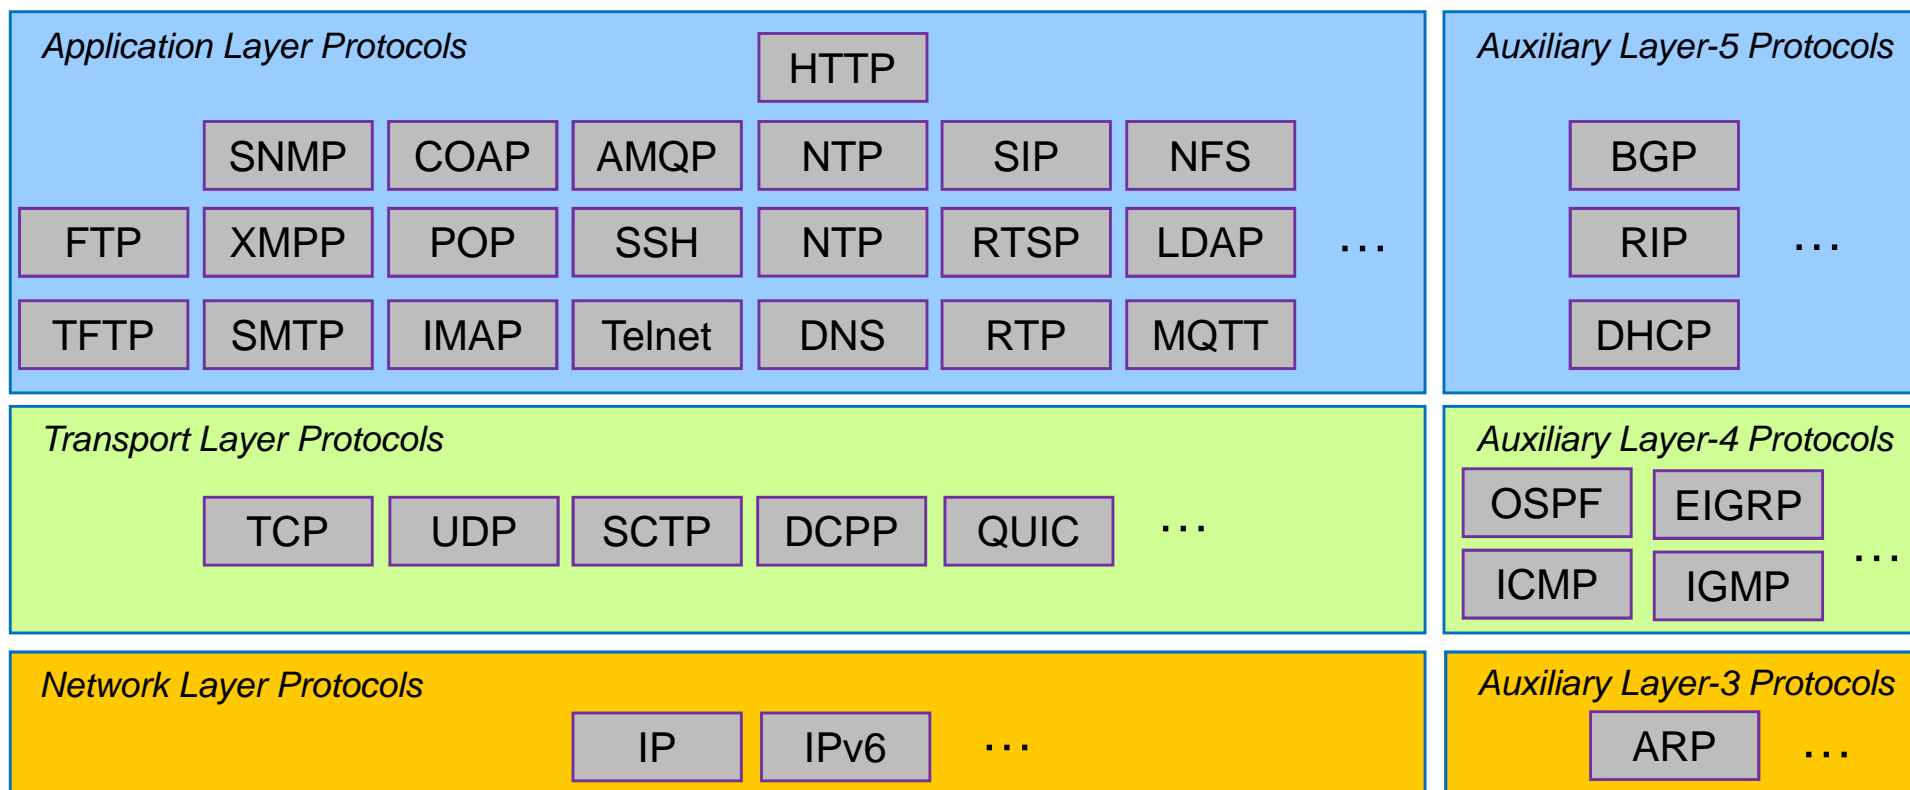 Application Layer Protocols
HTTP
SNMP COAP AMQP NTP SIP NFS
FTP XMPP POP SSH NTP RTSP LDAP …
TFTP SMTP IMAP Telnet DNS RTP MQTT
Auxiliary Layer-5 Protocols
BGP
RIP …
DHCP
Transport Layer Protocols
TCP UDP SCTP DCPP QUIC …
Auxiliary Layer-4 Protocols
OSPF EIGRP
ICMP IGMP …
Network Layer Protocols
IP IPv6 …
Auxiliary Layer-3 Protocols
ARP …